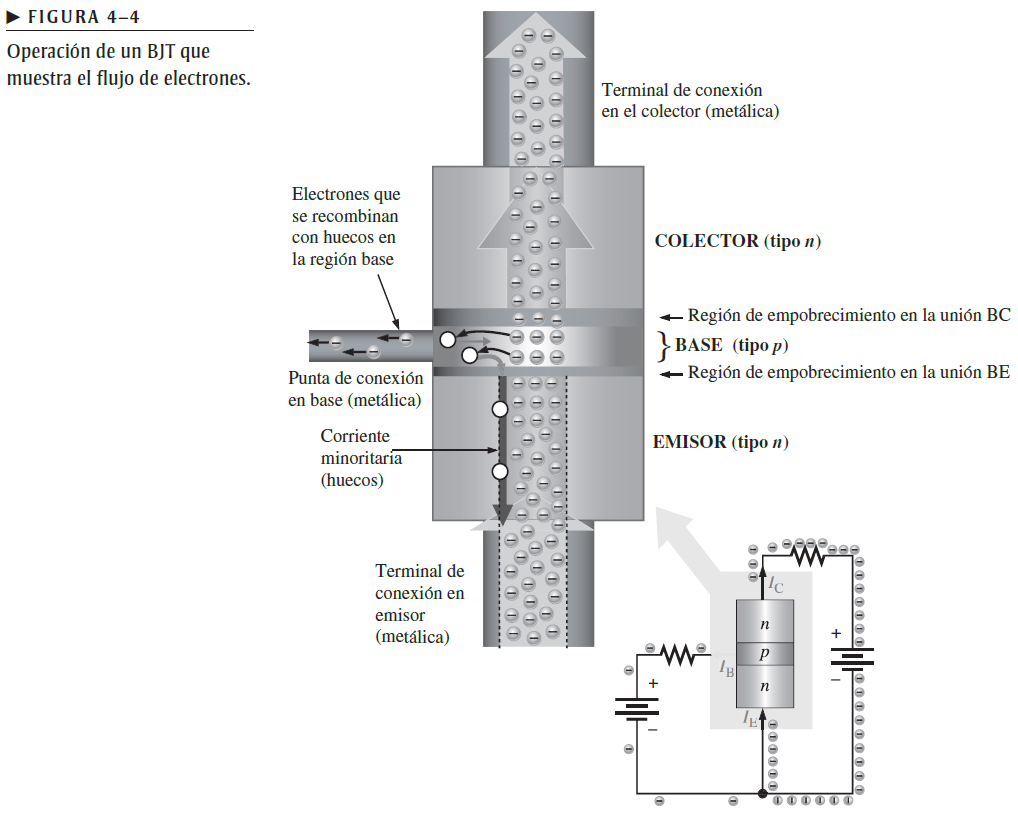 ▶ FIGURA 4–4
Operación de un BJT que
muestra el flujo de electrones.
Terminal de conexión
en el colector (metálica)
Electrones que
se recombinan
con huecos en
la región base
COLECTOR (tipo n)
Región de empobrecimiento en la unión BC
BASE (tipo p)
Región de empobrecimiento en la unión BE
Punta de conexión
en base (metálica)
Corriente
minoritaria
(huecos)
EMISOR (tipo n)
Terminal de
conexión en
emisor
(metálica)
IC
n
+
p
IB
–
n
+
IE
–